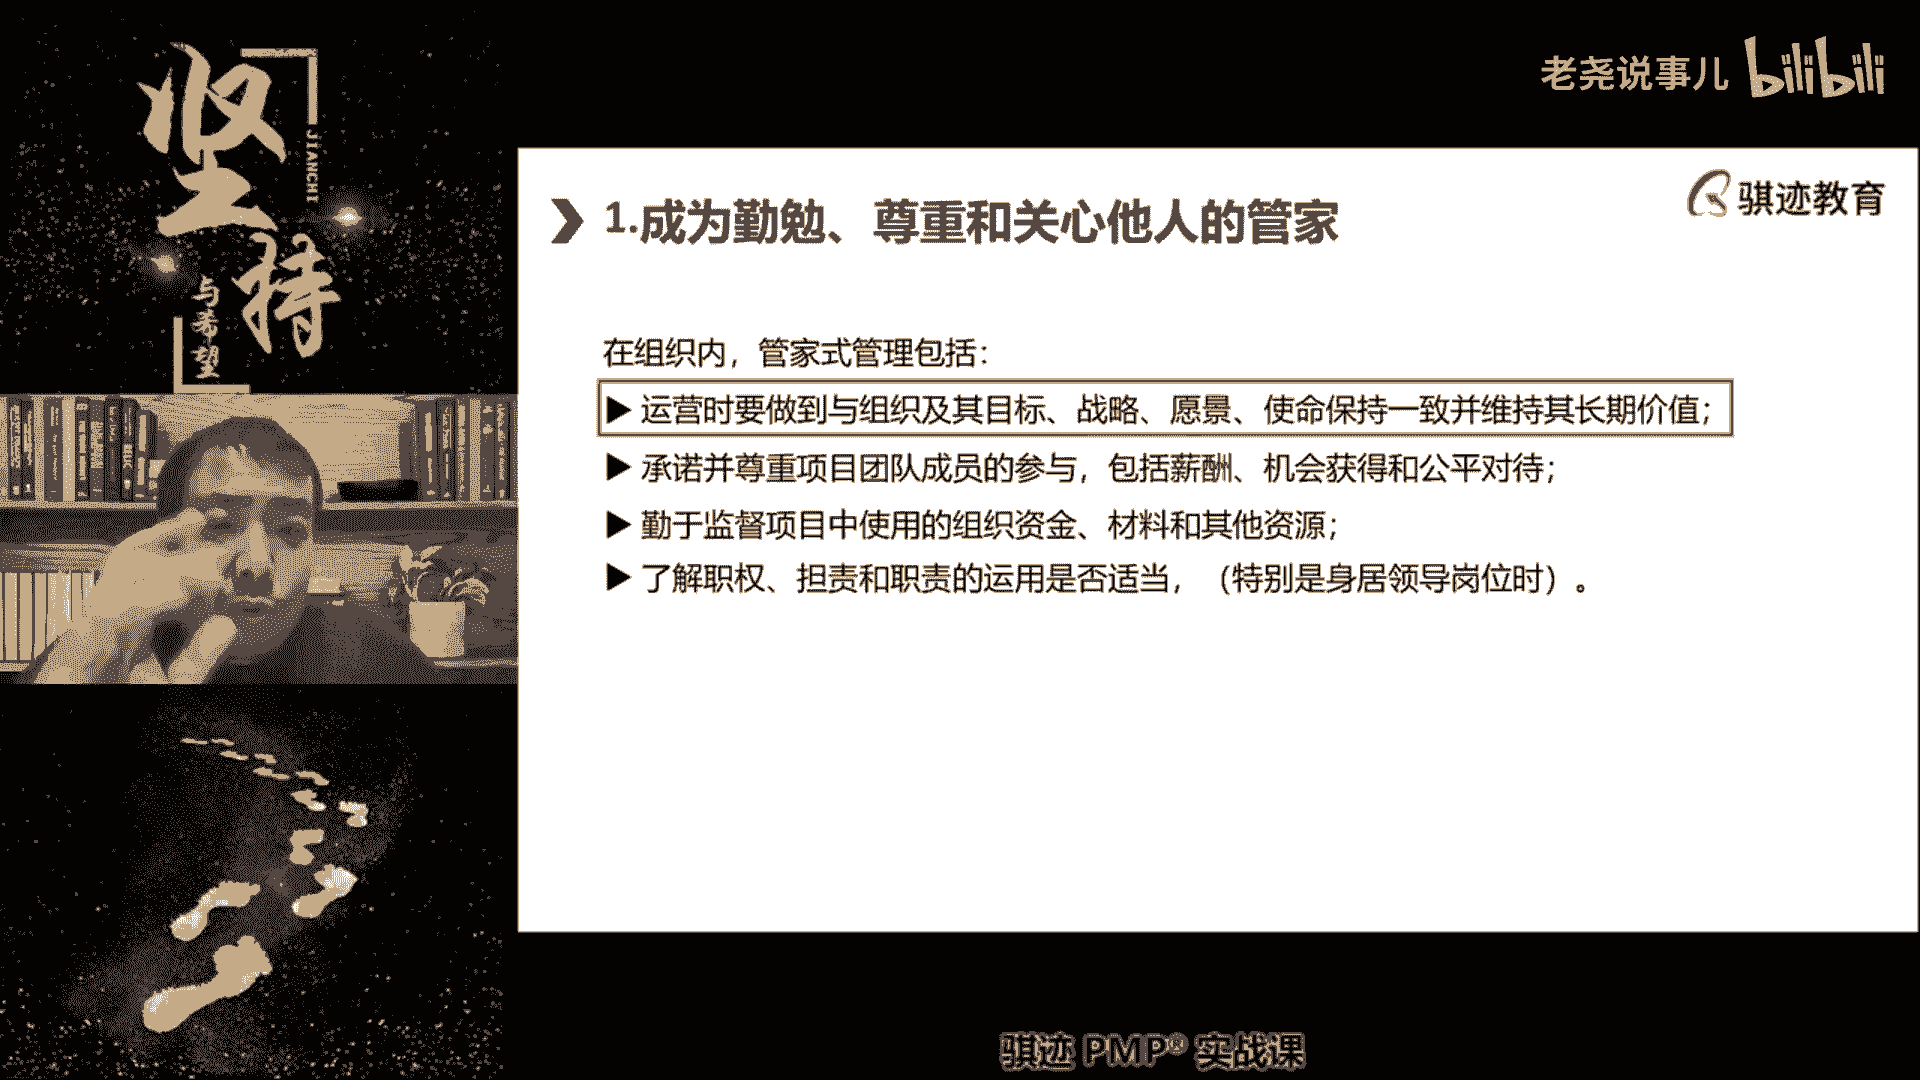 坚持
JIANCHI
与希望
老尧说事儿 bilibili
骐迹教育
1.成为勤勉、尊重和关心他人的管家
在组织内，管家式管理包括：
▶ 运营时要做到与组织及其目标、战略、愿景、使命保持一致并维持其长期价值；
▶ 承诺并尊重项目团队成员的参与，包括薪酬、机会获得和公平对待；
▶ 勤于监督项目中使用的组织资金、材料和其他资源；
▶ 了解职权、担责和职责的运用是否适当，（特别是身居领导岗位时）。
骐迹 PMP® 实战课